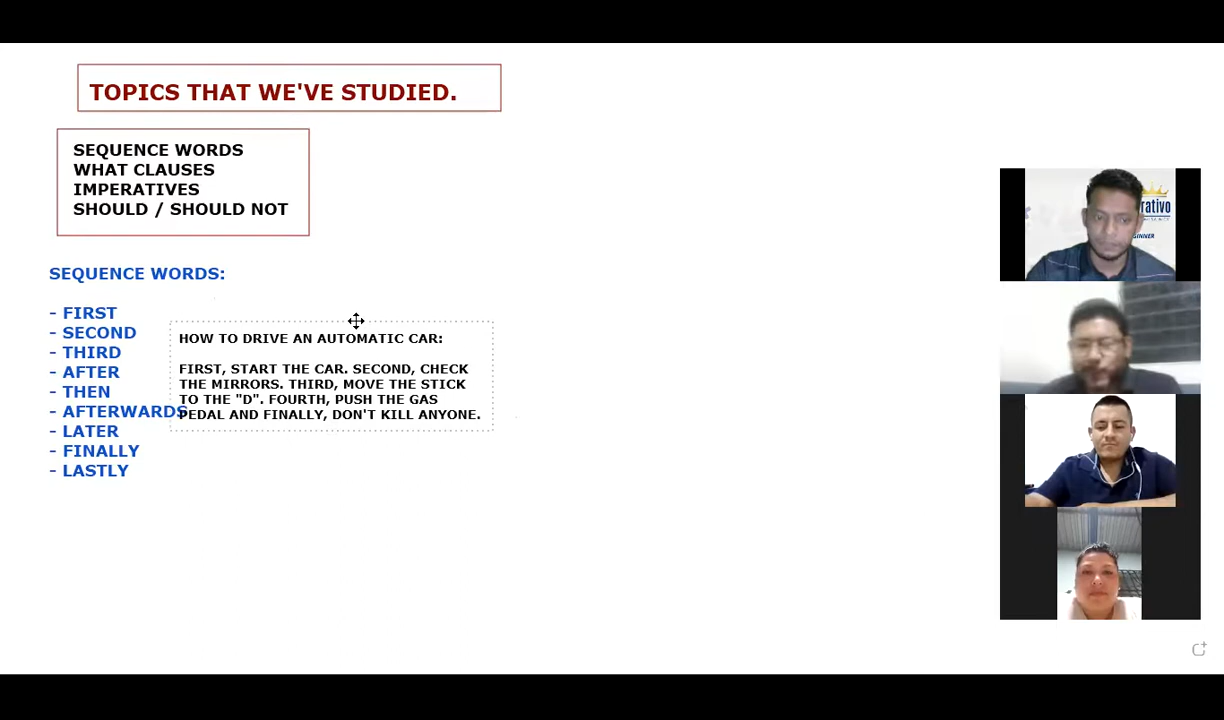 TOPICS THAT WE'VE STUDIED.
SEQUENCE WORDS
WHAT CLAUSES
IMPERATIVES
SHOULD / SHOULD NOT
SEQUENCE WORDS:
- FIRST
- SECOND
- THIRD
- AFTER
- THEN
- AFTERWARDS
- LATER
- FINALLY
- LASTLY
HOW TO DRIVE AN AUTOMATIC CAR:
FIRST, START THE CAR. SECOND, CHECK
THE MIRRORS. THIRD, MOVE THE STICK
TO THE "D". FOURTH, PUSH THE GAS
PEDAL AND FINALLY, DON'T KILL ANYONE.
rativo